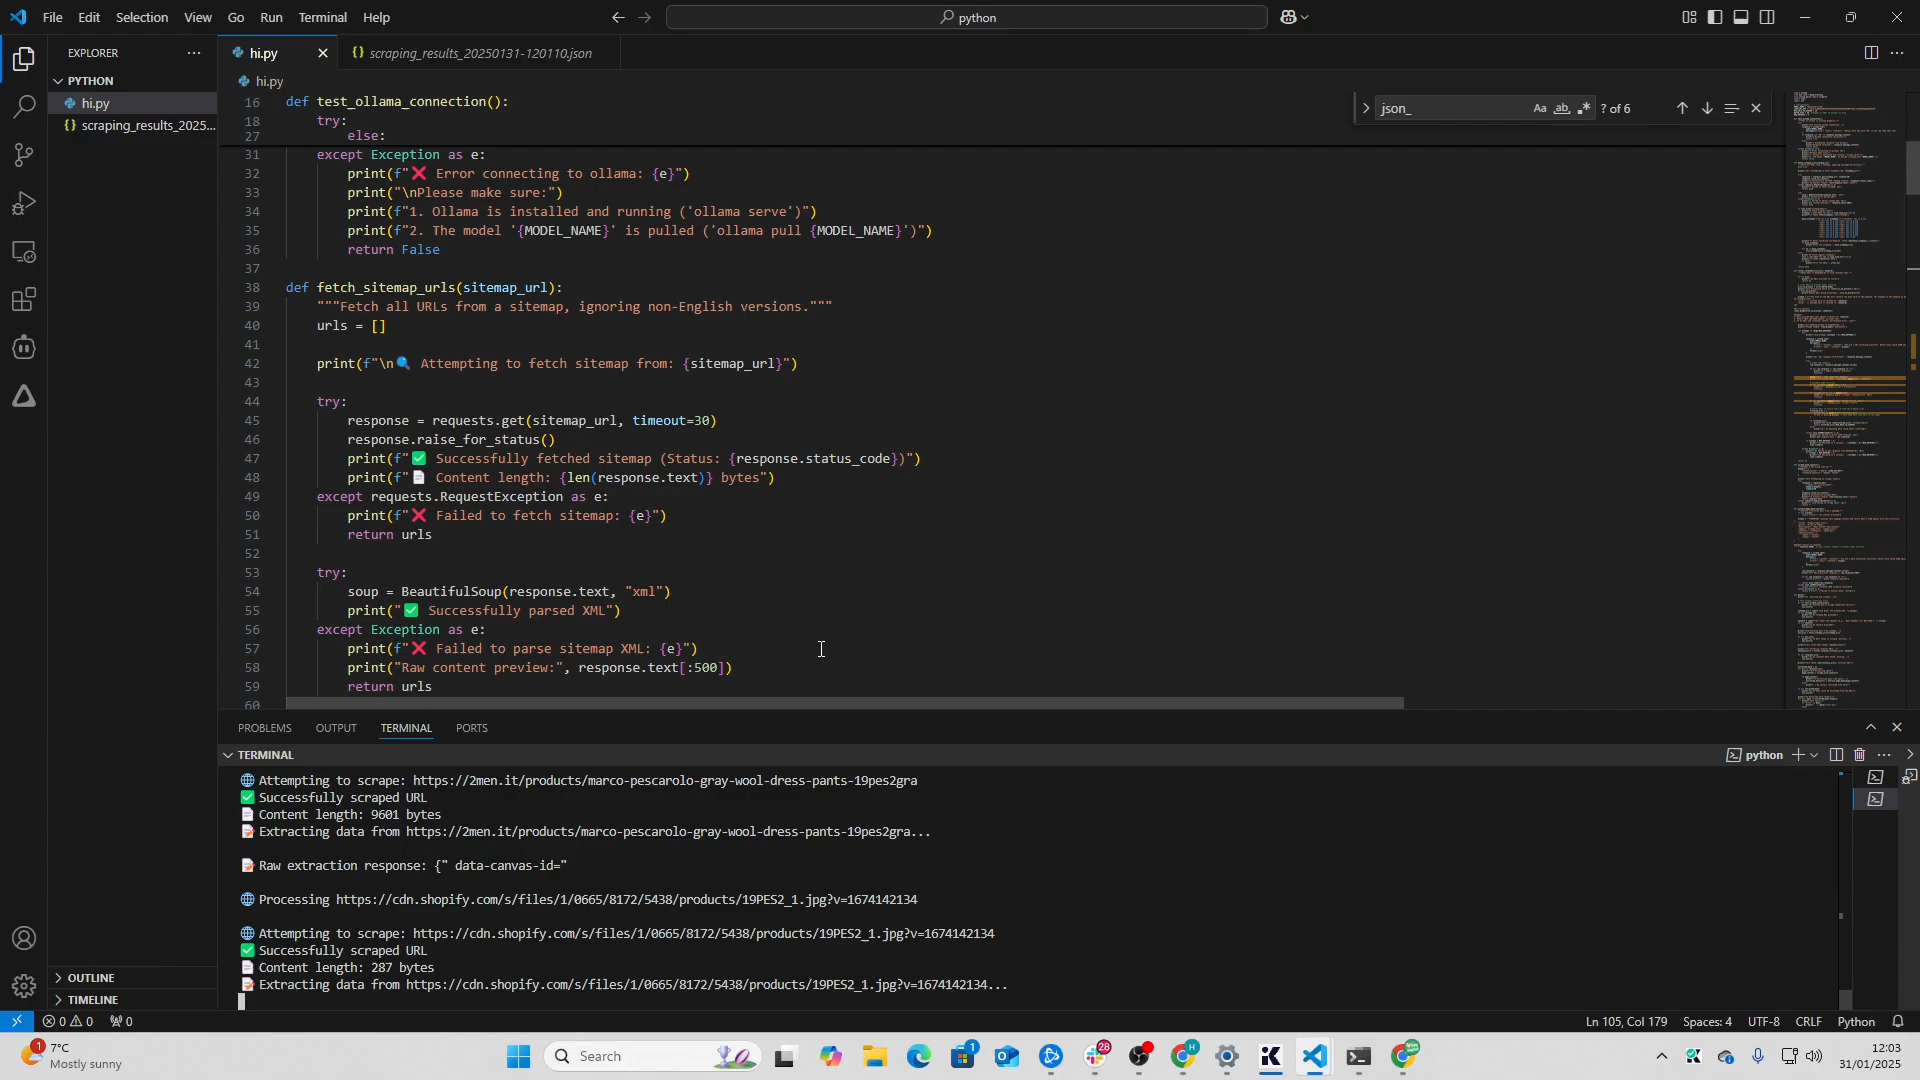 File Edit Selection View Go Run Terminal Help
python
EXPLORER
hi.py
scraping_results_20250131-120110.json
PYTHON
hi.py
scraping_results_2025...
hi.py
json_
Aa ab
? of 6
16 def test_ollama_connection():
18 try:
27 else:
31 except Exception as e:
32 print(f"❌ Error connecting to ollama: {e}")
33 print("\nPlease make sure:")
34 print(f"1. Ollama is installed and running ('ollama serve')")
35 print(f"2. The model '{MODEL_NAME}' is pulled ('ollama pull {MODEL_NAME}')")
36 return False
37
38 def fetch_sitemap_urls(sitemap_url):
39 """Fetch all URLs from a sitemap, ignoring non-English versions."""
40 urls = []
41
42 print(f"\n🔍 Attempting to fetch sitemap from: {sitemap_url}")
43
44 try:
45 response = requests.get(sitemap_url, timeout=30)
46 response.raise_for_status()
47 print(f"✅ Successfully fetched sitemap (Status: {response.status_code})")
48 print(f"📄 Content length: {len(response.text)} bytes")
49 except requests.RequestException as e:
50 print(f"❌ Failed to fetch sitemap: {e}")
51 return urls
52
53 try:
54 soup = BeautifulSoup(response.text, "xml")
55 print("✅ Successfully parsed XML")
56 except Exception as e:
57 print(f"❌ Failed to parse sitemap XML: {e}")
58 print("Raw content preview:", response.text[:500])
59 return urls
60
PROBLEMS OUTPUT TERMINAL PORTS
TERMINAL
python
🌐 Attempting to scrape: https://2men.it/products/marco-pescarolo-gray-wool-dress-pants-19pes2gra
✅ Successfully scraped URL
📄 Content length: 9601 bytes
📝 Extracting data from https://2men.it/products/marco-pescarolo-gray-wool-dress-pants-19pes2gra...
📝 Raw extraction response: {" data-canvas-id="
🌐 Processing https://cdn.shopify.com/s/files/1/0665/8172/5438/products/19PES2_1.jpg?v=1674142134
🌐 Attempting to scrape: https://cdn.shopify.com/s/files/1/0665/8172/5438/products/19PES2_1.jpg?v=1674142134
✅ Successfully scraped URL
📄 Content length: 287 bytes
📝 Extracting data from https://cdn.shopify.com/s/files/1/0665/8172/5438/products/19PES2_1.jpg?v=1674142134...
OUTLINE
TIMELINE
0 0 0
Ln 105, Col 179 Spaces: 4 UTF-8 CRLF Python
1
7°C
Mostly sunny
Search
1
28
H
12:03
31/01/2025